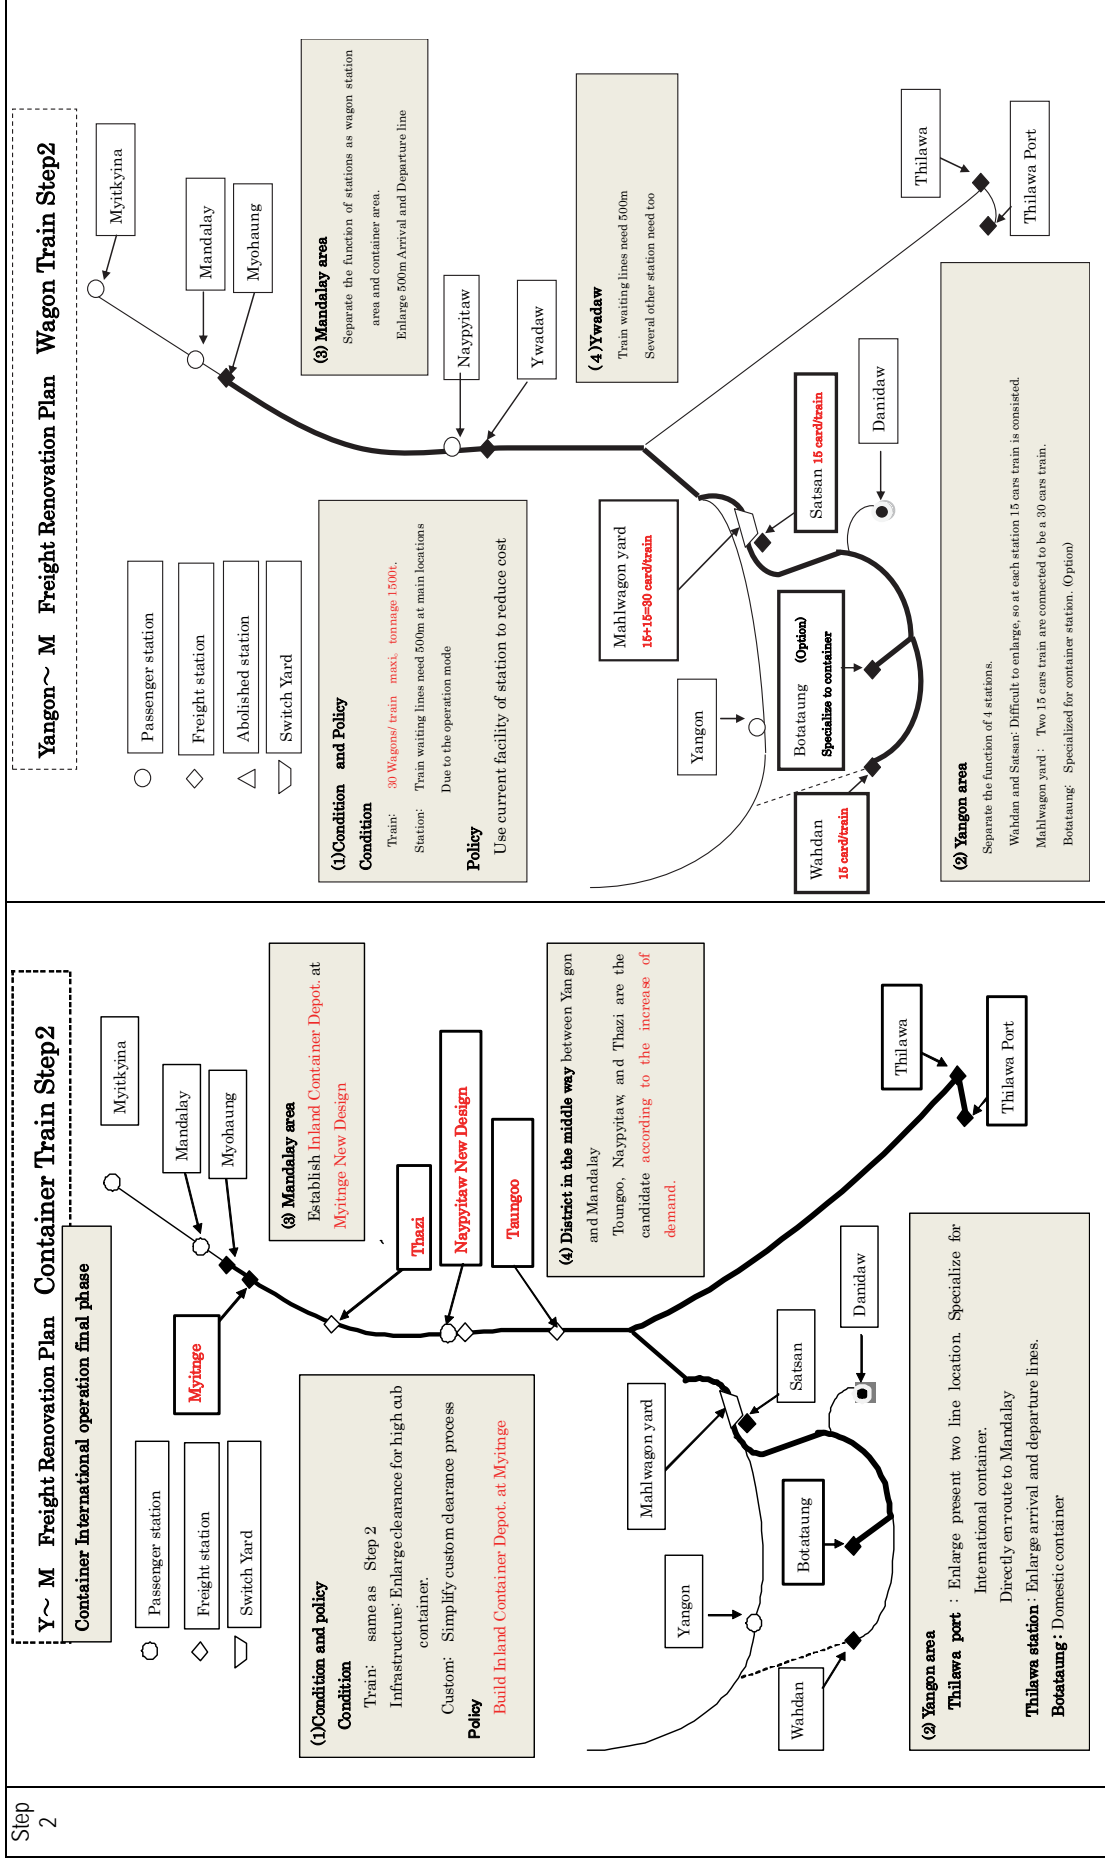 Step
2
Y～ M Freight Renovation Plan Container Train Step2
Container International operation final phase
Passenger station
Freight station
Switch Yard
Myitkyina
Mandalay
Myohaung
Myitnge
Thazi
Naypyitaw New Design
Taungoo
(1)Condition and policy
Condition
Train: same as Step 2
Infrastructure: Enlarge clearance for high cub
container.
Custom: Simplify custom clearance process
Policy
Build Inland Container Depot. at Myitnge
(3) Mandalay area
Establish Inland Container Depot. at
Myitnge New Design
(4) District in the middle way between Yangon
and Mandalay
Toungoo, Naypyitaw, and Thazi are the
candidate according to the increase of
demand.
Mahlwagon yard
Satsan
Danidaw
Yangon
Botataung
Wahdan
Thilawa
Thilawa Port
(2) Yangon area
Thilawa port : Enlarge present two line location. Specialize for
International container.
Directly en route to Mandalay
Thilawa station : Enlarge arrival and departure lines.
Botataung : Domestic container
Yangon～ M Freight Renovation Plan Wagon Train Step2
Passenger station
Freight station
Abolished station
Switch Yard
Myitkyina
Mandalay
Myohaung
Naypyitaw
Ywadaw
(1)Condition and Policy
Condition
Train: 30 Wagons/ train maxi. tonnage 1500t.
Station: Train waiting lines need 500m at main locations
Due to the operation mode
Policy
Use current facility of station to reduce cost
(3) Mandalay area
Separate the function of stations as wagon station
area and container area.
Enlarge 500m Arrival and Departure line
(4)Ywadaw
Train waiting lines need 500m
Several other station need too
Mahlwagon yard
15+15=30 card/train
Satsan 15 card/train
Danidaw
Yangon
Botataung (Option)
Specialize to container
Wahdan
15 card/train
Thilawa
Thilawa Port
(2) Yangon area
Separate the function of 4 stations.
Wahdan and Satsan: Difficult to enlarge, so at each station 15 cars train is consisted.
Mahlwagon yard : Two 15 cars train are connected to be a 30 cars train.
Botataung: Specialized for container station. (Option)